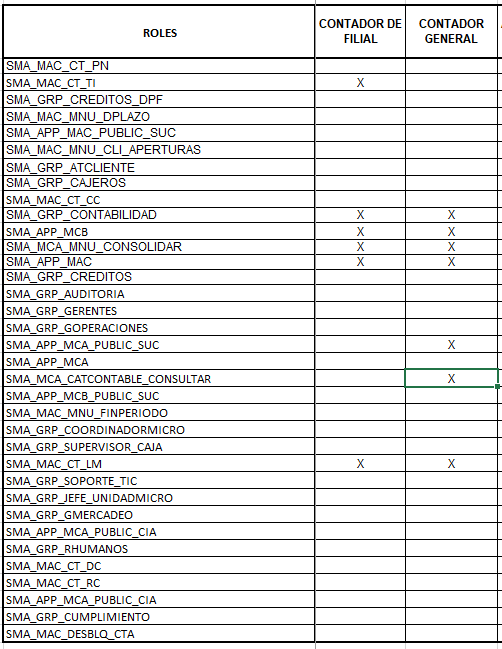 ROLES CONTADOR DE FILIAL CONTADOR GENERAL
SMA_MAC_CT_PN
SMA_MAC_CT_TI X
SMA_GRP_CREDITOS_DPF
SMA_MAC_MNU_DPLAZO
SMA_APP_MAC_PUBLIC_SUC
SMA_MAC_MNU_CLI_APERTURAS
SMA_GRP_ATCLIENTE
SMA_GRP_CAJEROS
SMA_MAC_CT_CC
SMA_GRP_CONTABILIDAD X X
SMA_APP_MCB X X
SMA_MCA_MNU_CONSOLIDAR X X
SMA_APP_MAC X X
SMA_GRP_CREDITOS
SMA_GRP_AUDITORIA
SMA_GRP_GERENTES
SMA_GRP_GOPERACIONES
SMA_APP_MCA_PUBLIC_SUC X
SMA_APP_MCA
SMA_MCA_CATCONTABLE_CONSULTAR X
SMA_APP_MCB_PUBLIC_SUC
SMA_MAC_MNU_FINPERIODO
SMA_GRP_COORDINADORMICRO
SMA_GRP_SUPERVISOR_CAJA
SMA_MAC_CT_LM X X
SMA_GRP_SOPORTE_TIC
SMA_GRP_JEFE_UNIDADMICRO
SMA_GRP_GMERCADEO
SMA_APP_MCA_PUBLIC_CIA
SMA_GRP_RHUMANOS
SMA_MAC_CT_DC
SMA_MAC_CT_RC
SMA_APP_MCA_PUBLIC_CIA
SMA_GRP_CUMPLIMIENTO
SMA_MAC_DESBLQ_CTA